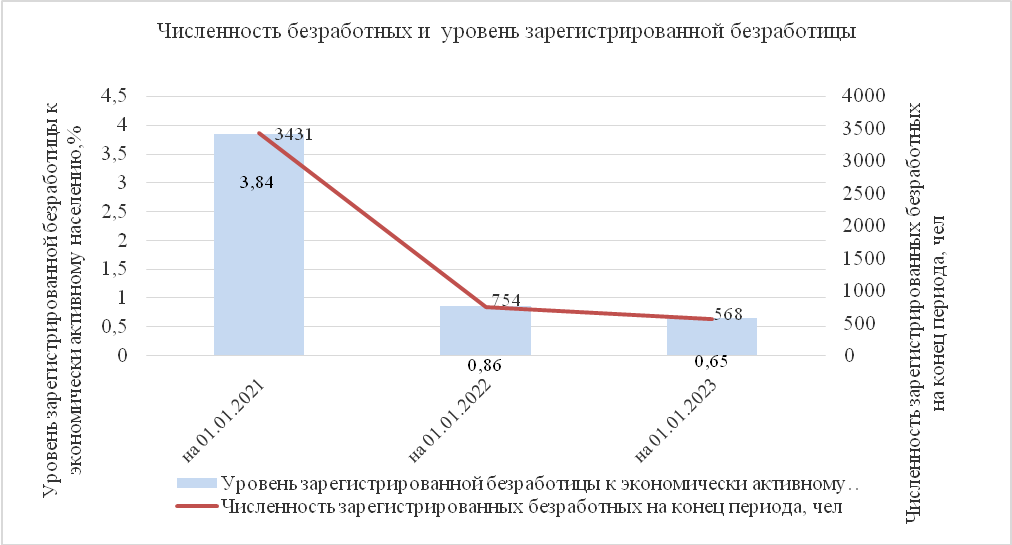 Численность безработных и уровень зарегистрированной безработицы
Уровень зарегистрированной безработицы к
экономически активному населению,%
4,5
4
3,5
3
2,5
2
1,5
1
0,5
0
3431
3,84
754
0,86
568
0,65
4000
3500
3000
2500
2000
1500
1000
500
0
Численность зарегистрированных безработных
на конец периода, чел
на 01.01.2021
на 01.01.2022
на 01.01.2023
Уровень зарегистрированной безработицы к экономически активному..
Численность зарегистрированных безработных на конец периода, чел